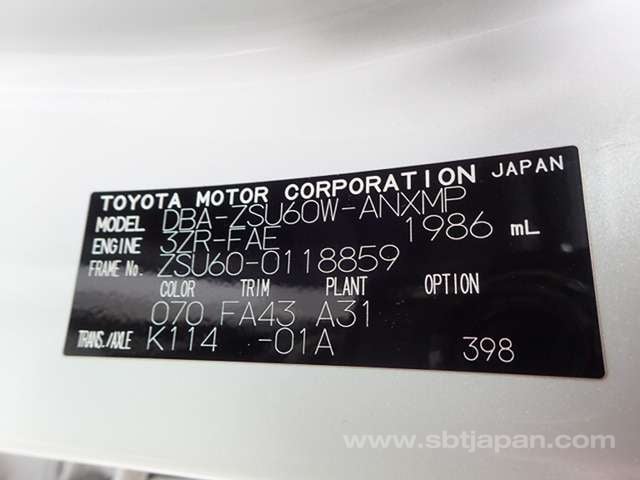 TOYOTA MOTOR CORPORATION JAPAN
MODEL DBA-ZSU60W-ANXMP
ENGINE 3ZR-FAE 1986 mL
FRAME No. ZSU60-0118859
COLOR TRIM PLANT OPTION
070 FA43 A31
TRANS./AXLE K114 -01A 398
www.sbtjapan.com